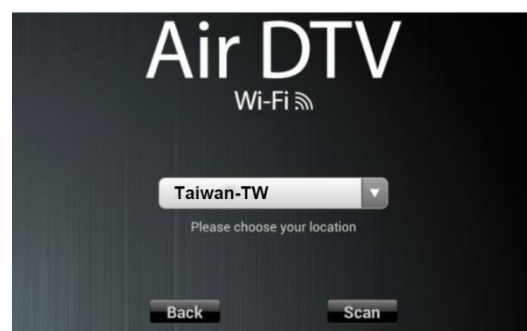 Air DTV
Wi-Fi
Taiwan-TW
Please choose your location
Back Scan